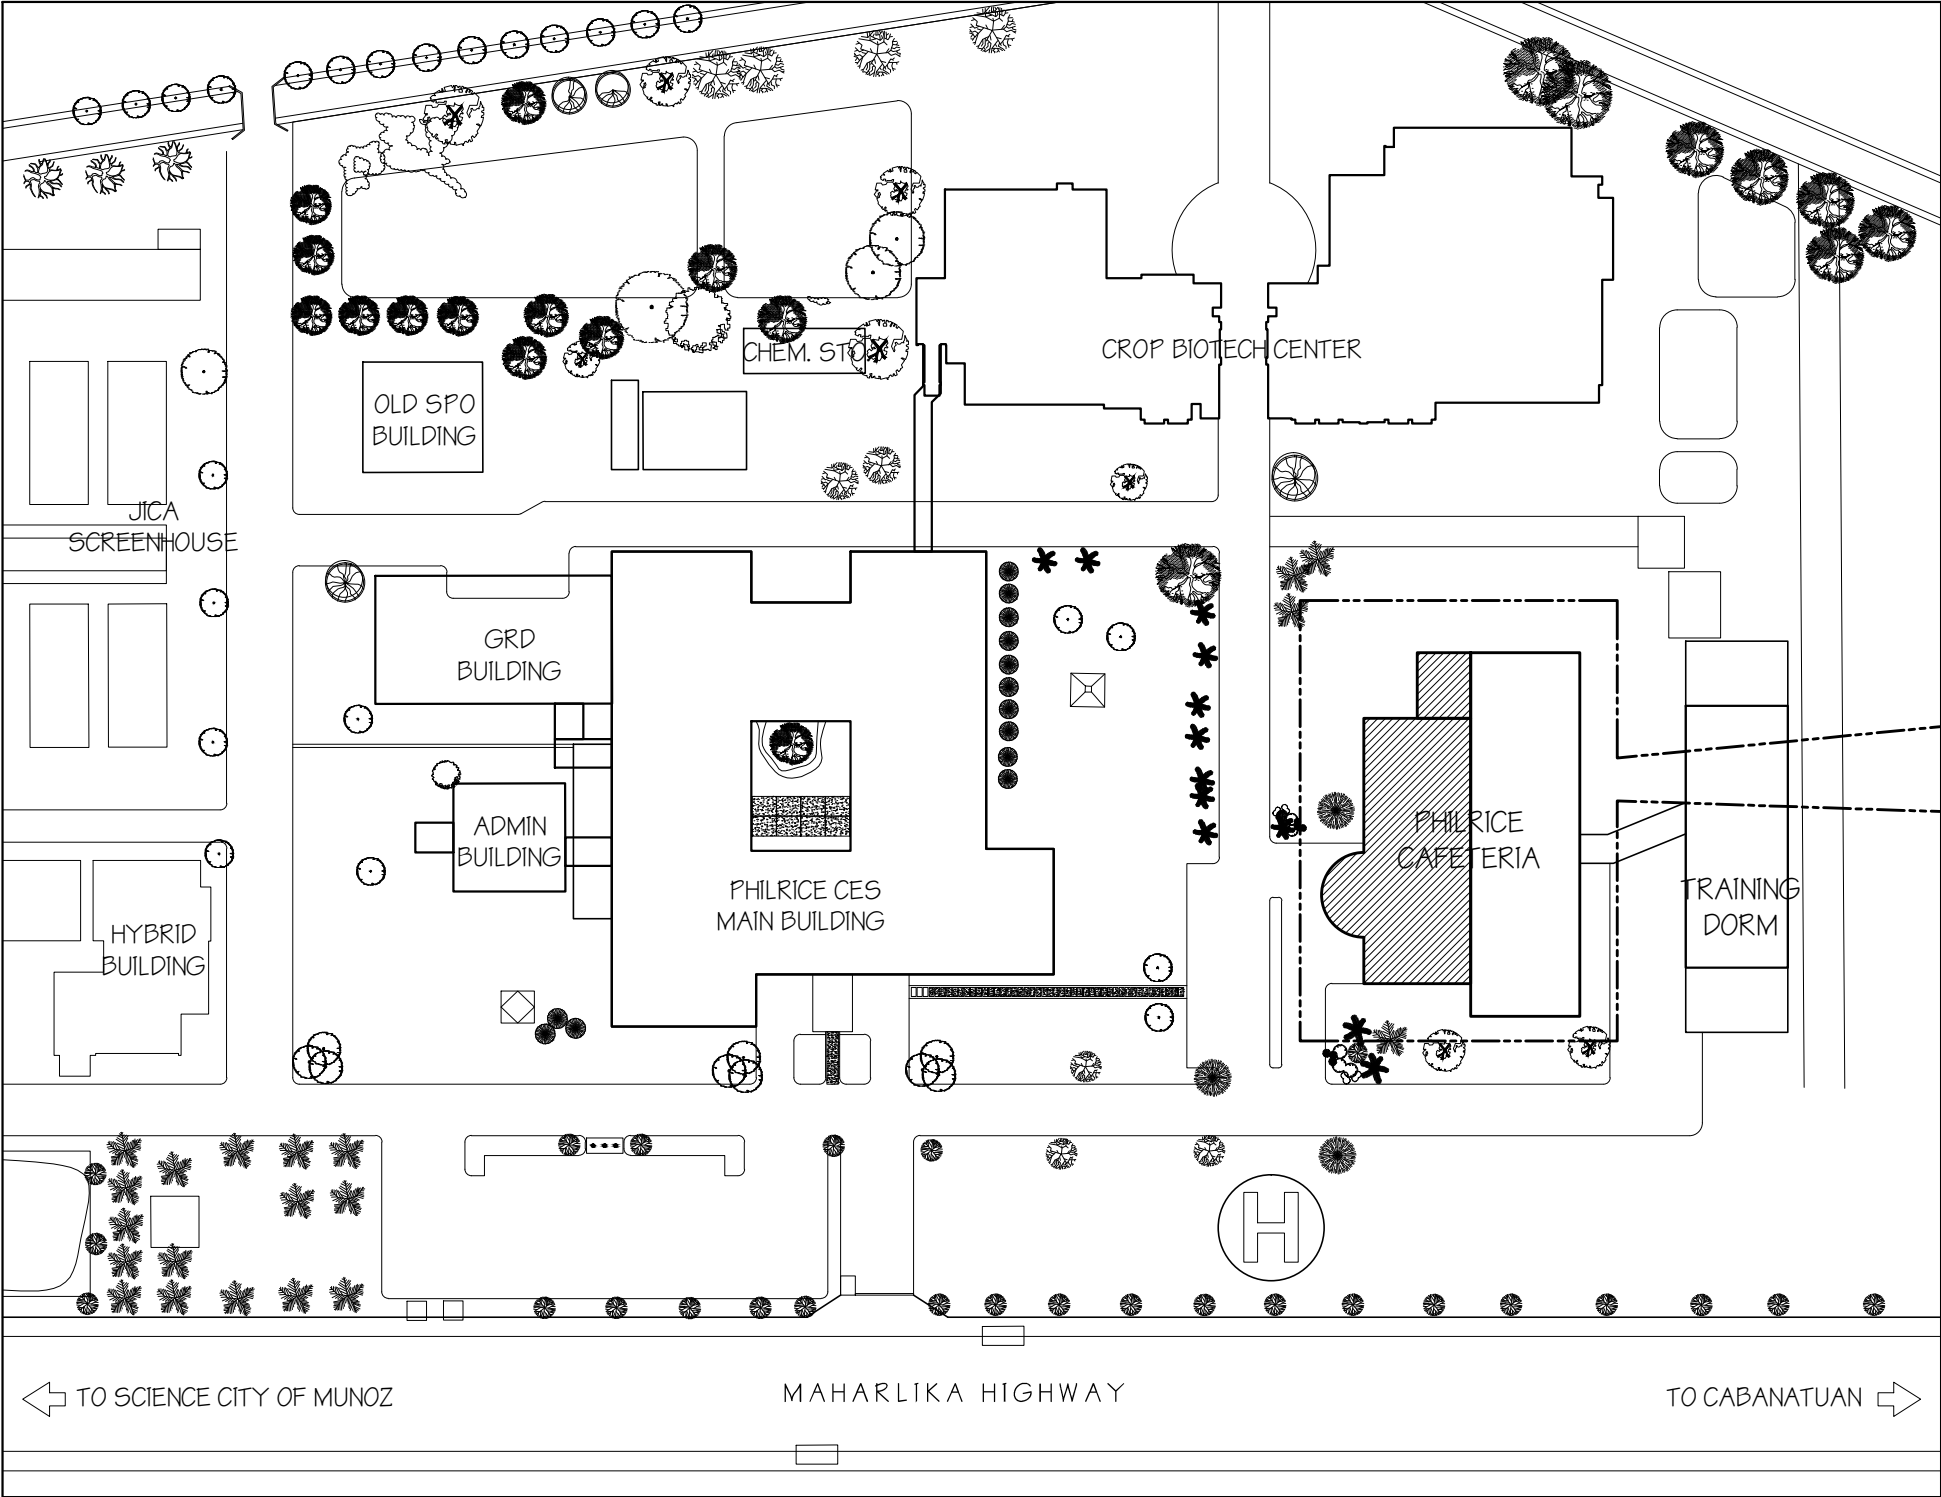 CHEM. STO
CROP BIOTECH CENTER
OLD SPO
BUILDING
JICA
SCREENHOUSE
GRD
BUILDING
ADMIN
BUILDING
PHILRICE CES
MAIN BUILDING
PHILRICE
CAFETERIA
TRAINING
DORM
HYBRID
BUILDING
H
TO SCIENCE CITY OF MUNOZ
MAHARLIKA HIGHWAY
TO CABANATUAN